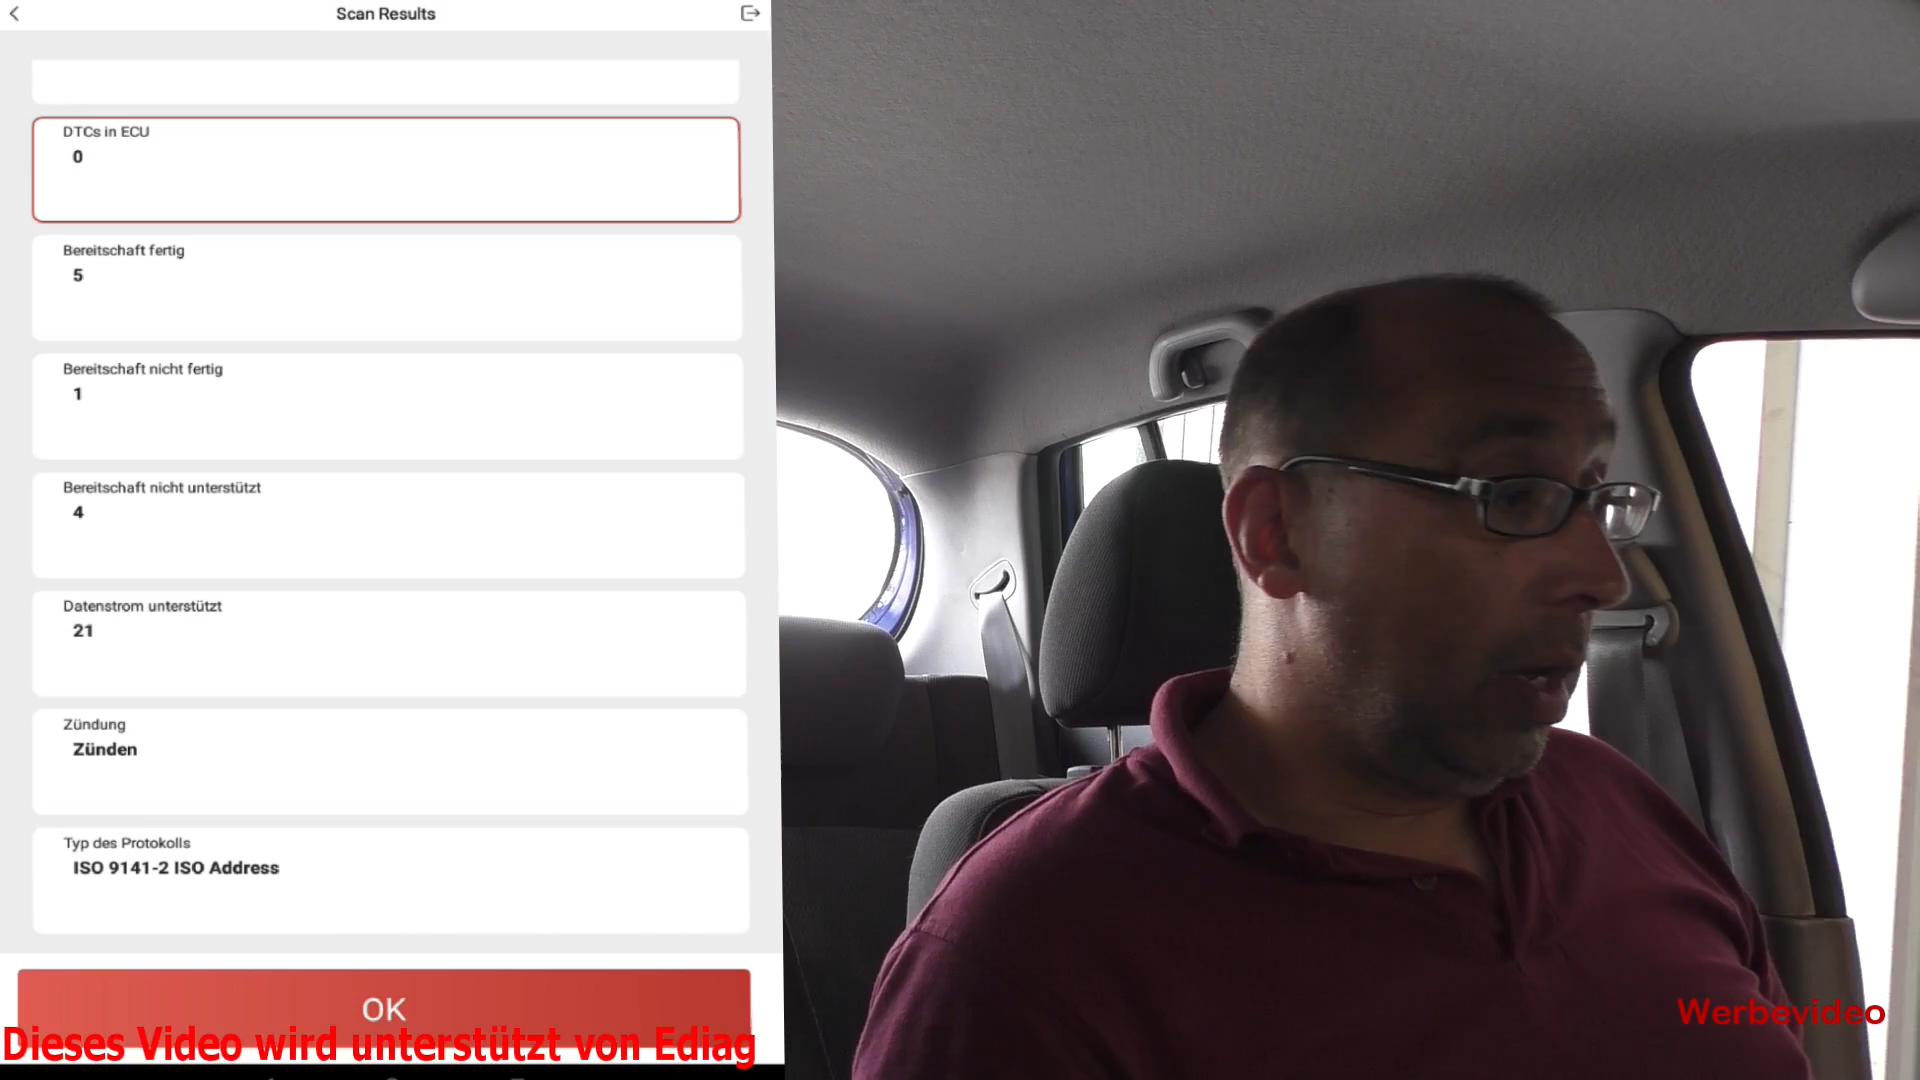 Scan Results
DTCs in ECU
0
Bereitschaft fertig
5
Bereitschaft nicht fertig
1
Bereitschaft nicht unterstützt
4
Datenstrom unterstützt
21
Zündung
Zünden
Typ des Protokolls
ISO 9141-2 ISO Address
OK
Dieses Video wird unterstützt von Ediag
Werbevideo